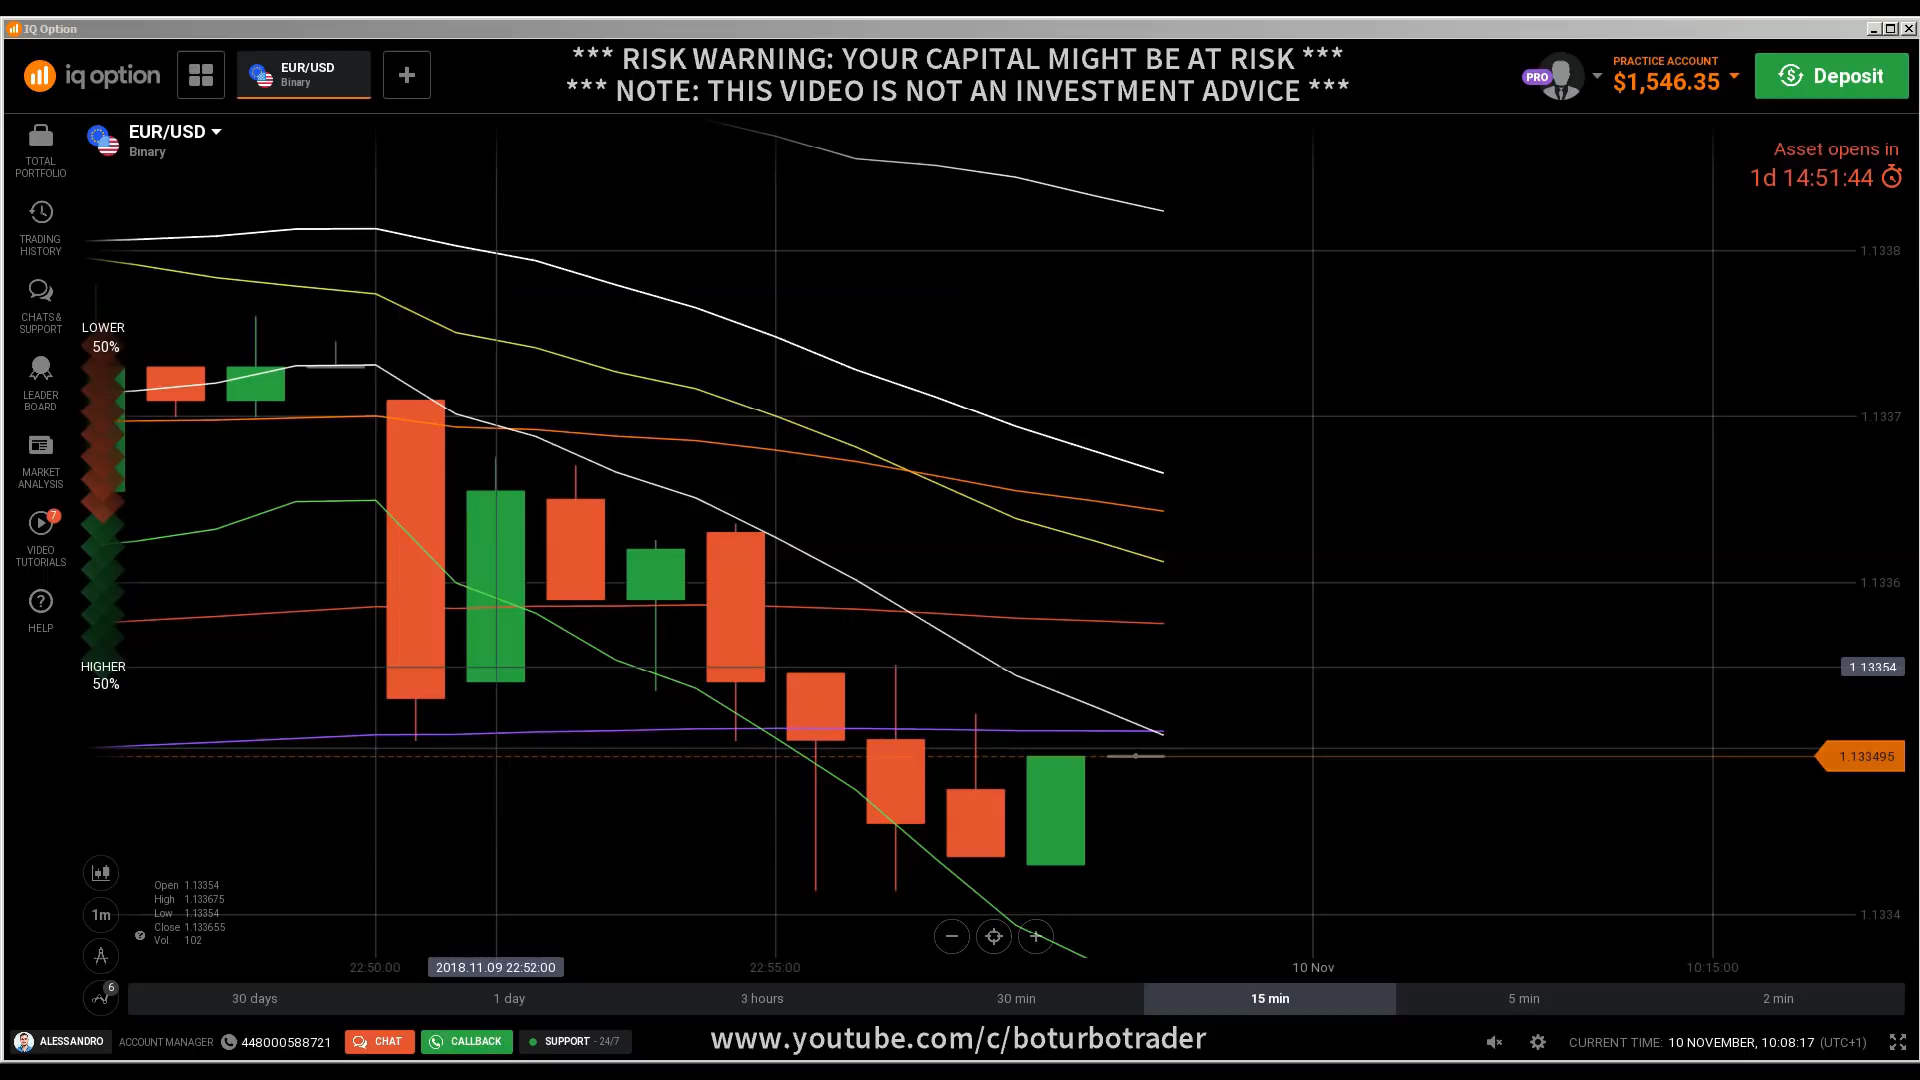 IQ Option
*** RISK WARNING: YOUR CAPITAL MIGHT BE AT RISK ***
*** NOTE: THIS VIDEO IS NOT AN INVESTMENT ADVICE ***
iq option
EUR/USD
Binary
+
PRO
PRACTICE ACCOUNT
$1,546.35
Deposit
EUR/USD
Binary
Asset opens in
1d 14:51:44
TOTAL
PORTFOLIO
TRADING
HISTORY
CHATS &
SUPPORT
LEADER
BOARD
MARKET
ANALYSIS
7
VIDEO
TUTORIALS
?
HELP
LOWER
50%
HIGHER
50%
1.1338
1.1337
1.1336
1.13354
1.133495
1.1334
Open 1.13354
High 1.133675
Low 1.13354
Close 1.133655
Vol. 102
1m
6
22:50:00
2018.11.09 22:52:00
22:55:00
10 Nov
10:15:00
30 days
1 day
3 hours
30 min
15 min
5 min
2 min
ALESSANDRO
ACCOUNT MANAGER
448000588721
CHAT
CALLBACK
SUPPORT - 24/7
www.youtube.com/c/boturbotrader
CURRENT TIME: 10 NOVEMBER, 10:08:17 (UTC+1)